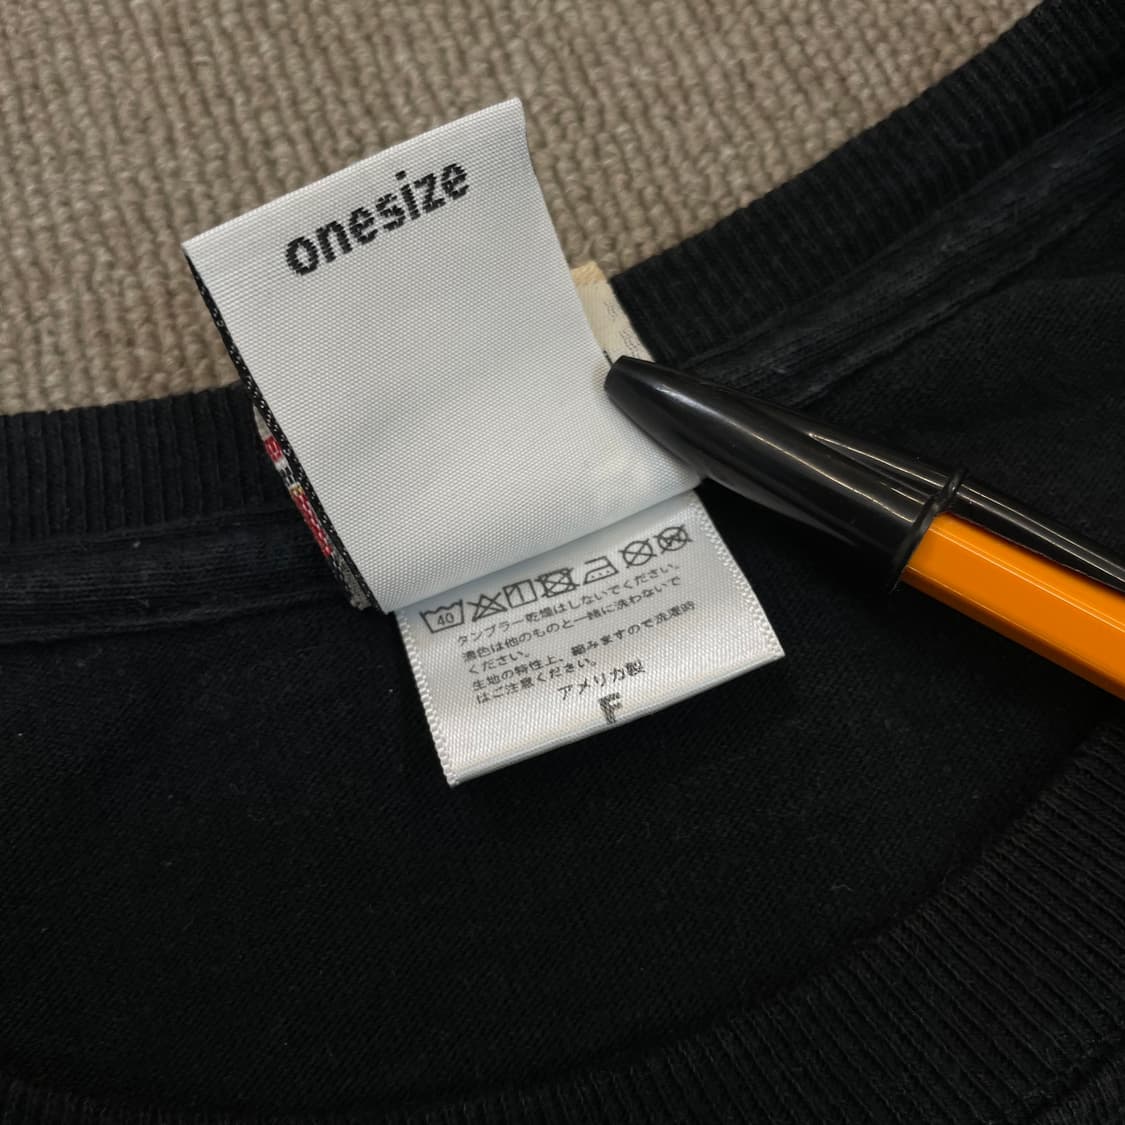 onesize
40
タンブラー乾燥はしないでください。
濃色は他のものと一緒に洗わないで
ください。
生地の特性上、縮みますので洗濯時
はご注意ください。
アメリカ製
F